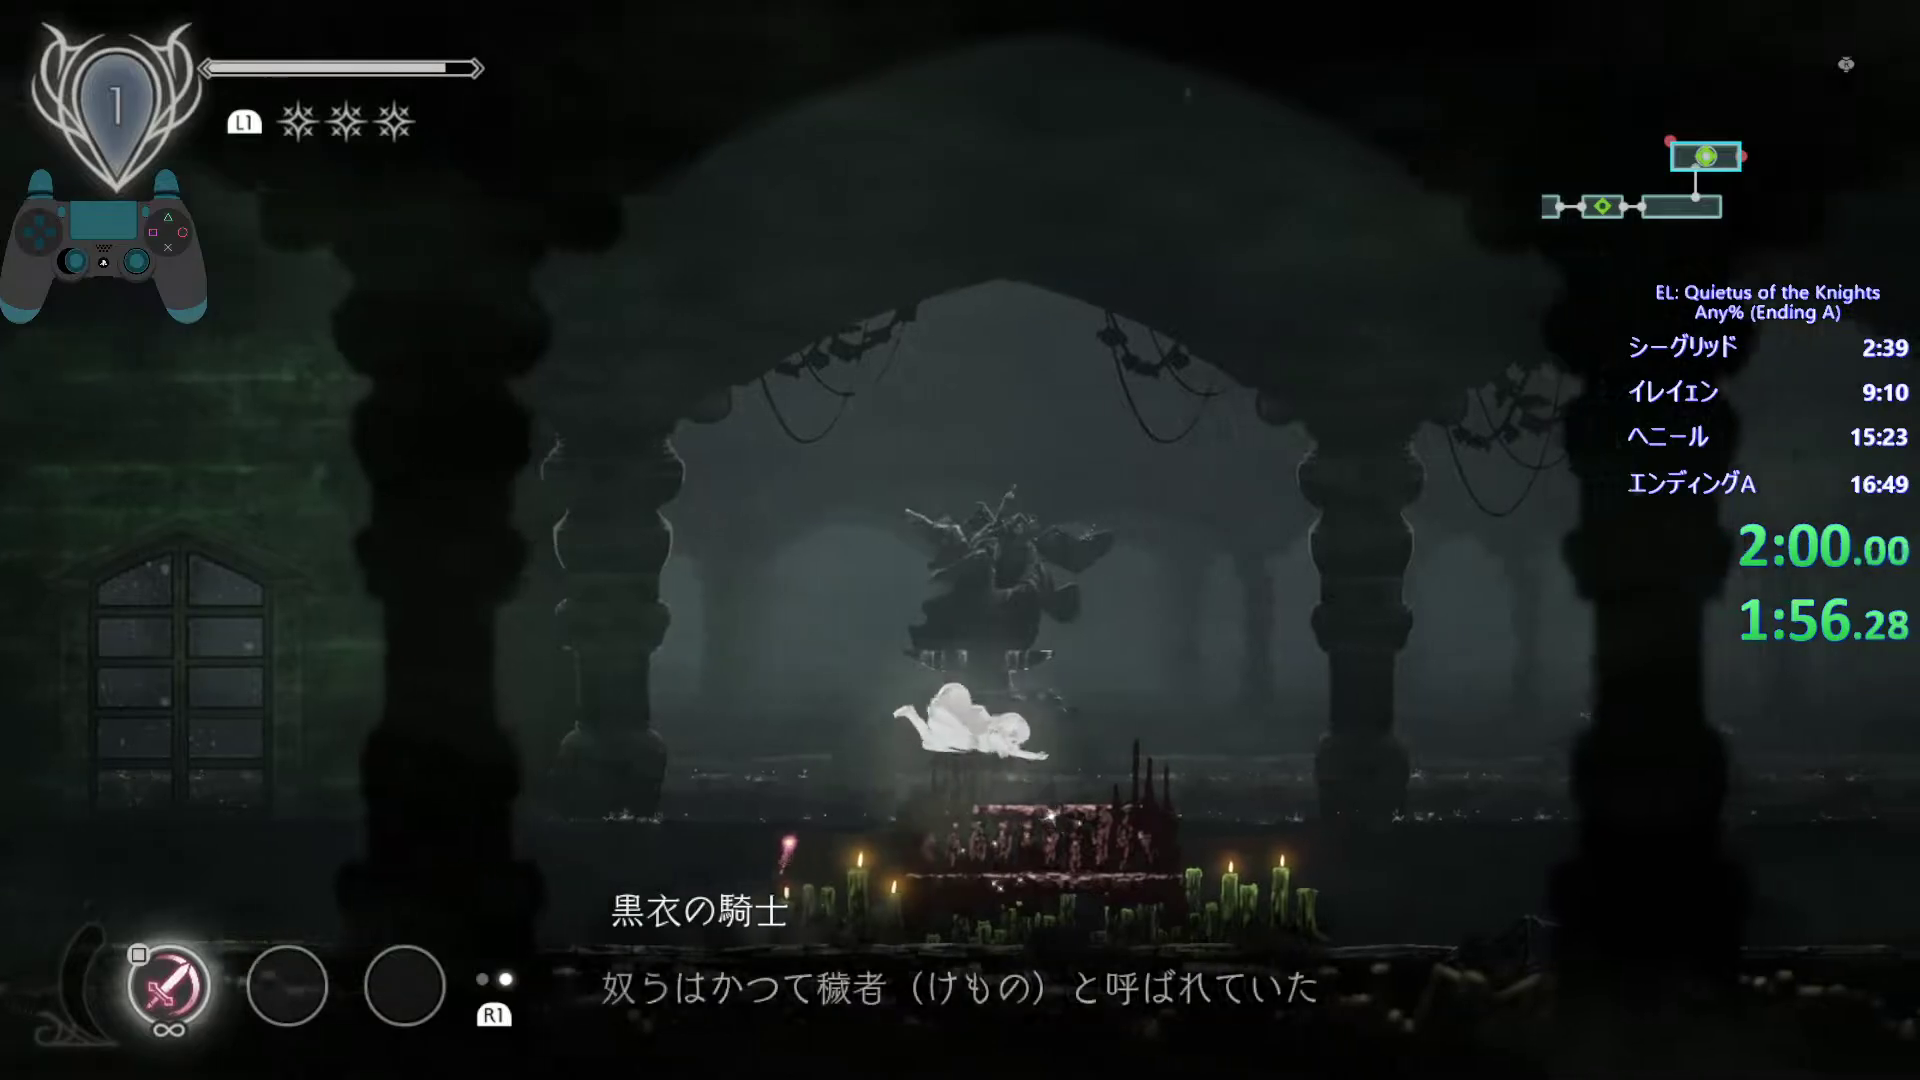 1
L1
EL: Quietus of the Knights
Any% (Ending A)
シーグリッド 2:39
イレイェン 9:10
ヘニール 15:23
エンディングA 16:49
2:00.00
1:56.28
黒衣の騎士
奴らはかつて穢者（けもの）と呼ばれていた
∞
R1